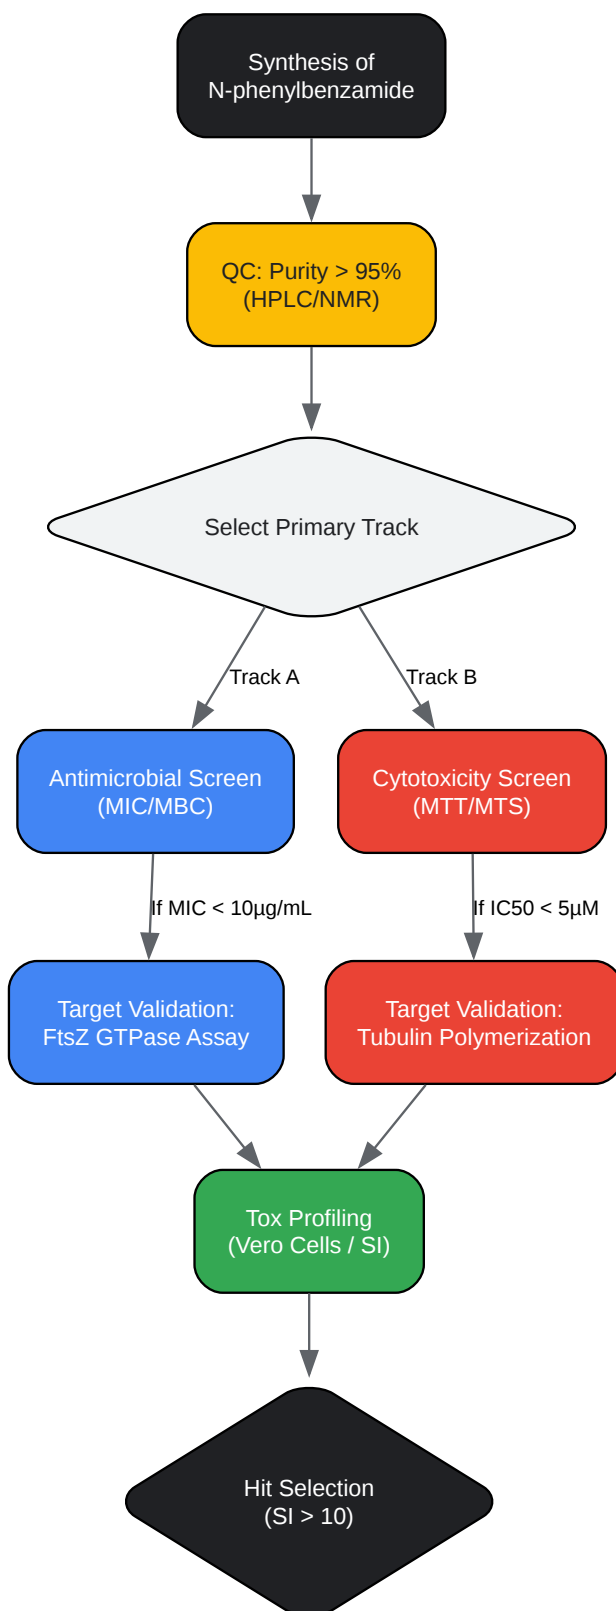 Synthesis of
N-phenylbenzamide
QC: Purity > 95%
(HPLC/NMR)
Select Primary Track
Track A
Track B
Antimicrobial Screen
(MIC/MBC)
Cytotoxicity Screen
(MTT/MTS)
If MIC < 10µg/mL
If IC50 < 5µM
Target Validation:
FtsZ GTPase Assay
Target Validation:
Tubulin Polymerization
Tox Profiling
(Vero Cells / SI)
Hit Selection
(SI > 10)